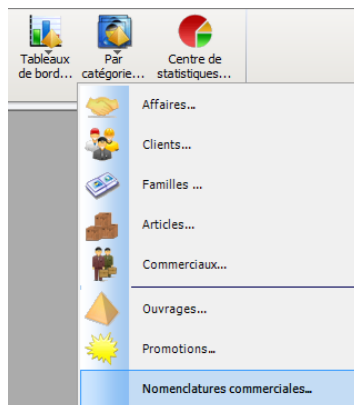 Tableaux
de bord...
Par
catégorie...
Centre de
statistiques...
Affaires...
Clients...
Familles ...
Articles...
Commerciaux...
Ouvrages...
Promotions...
Nomenclatures commerciales...